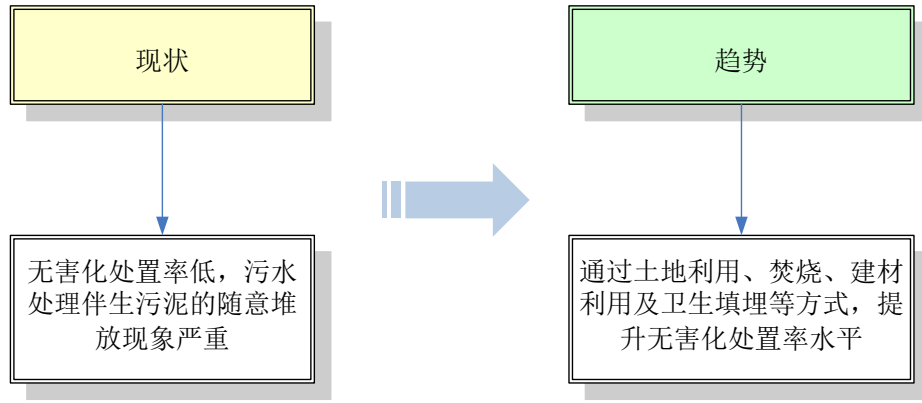 现状
趋势
无害化处置率低，污水
处理伴生污泥的随意堆
放现象严重
通过土地利用、焚烧、建材
利用及卫生填埋等方式，提
升无害化处置率水平